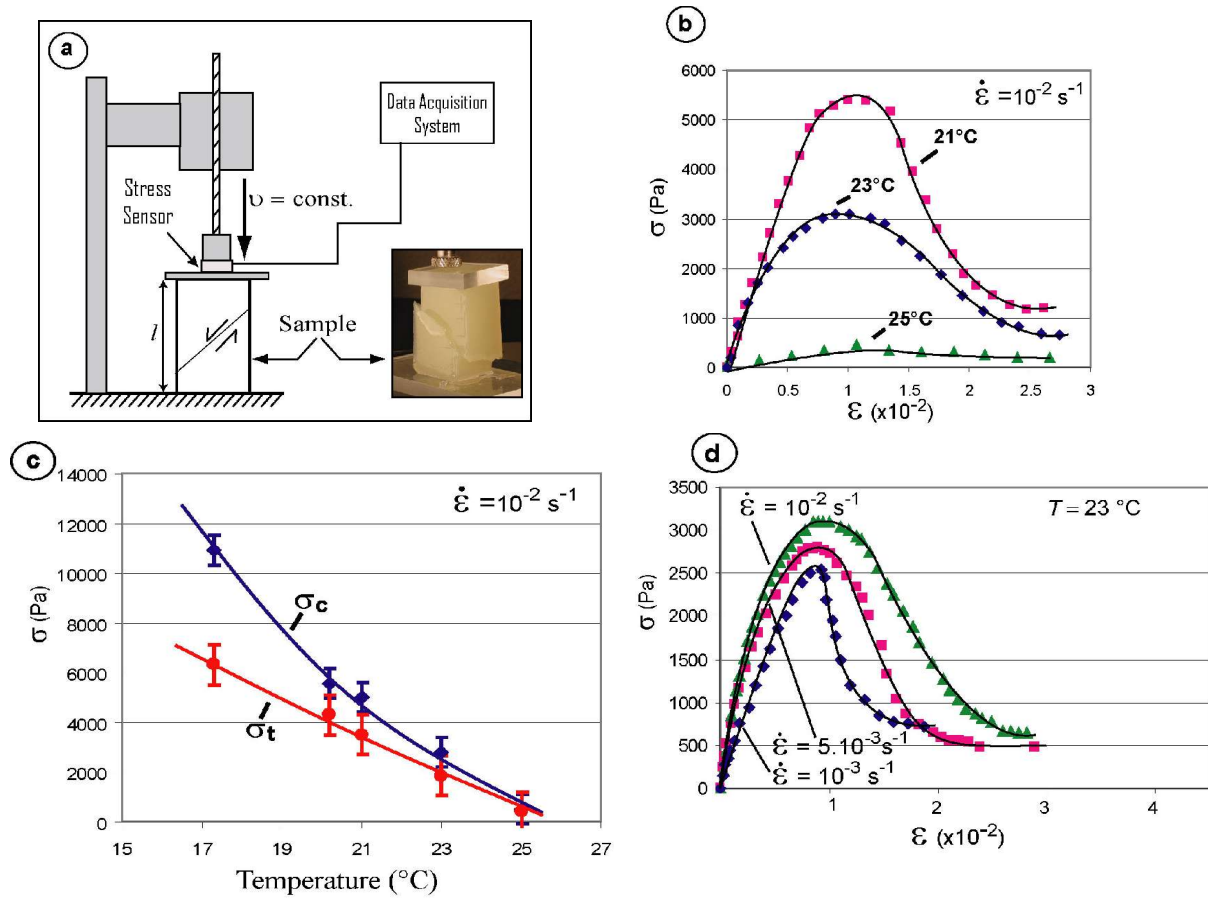 a
Data Acquisition
System
Stress
Sensor
υ = const.
l
Sample
b
6000
5000
4000
3000
2000
1000
0
σ (Pa)
ε̇ = 10⁻² s⁻¹
21°C
23°C
25°C
0 0.5 1 1.5 2 2.5 3
ε (x10⁻²)
c
14000
12000
10000
8000
6000
4000
2000
0
σ (Pa)
ε̇ = 10⁻² s⁻¹
σc
σt
15 17 19 21 23 25 27
Temperature (°C)
d
3500
3000
2500
2000
1500
1000
500
0
σ (Pa)
ε̇ = 10⁻² s⁻¹
T = 23 °C
ε̇ = 5.10⁻³ s⁻¹
ε̇ = 10⁻³ s⁻¹
1 2 3 4
ε (x10⁻²)